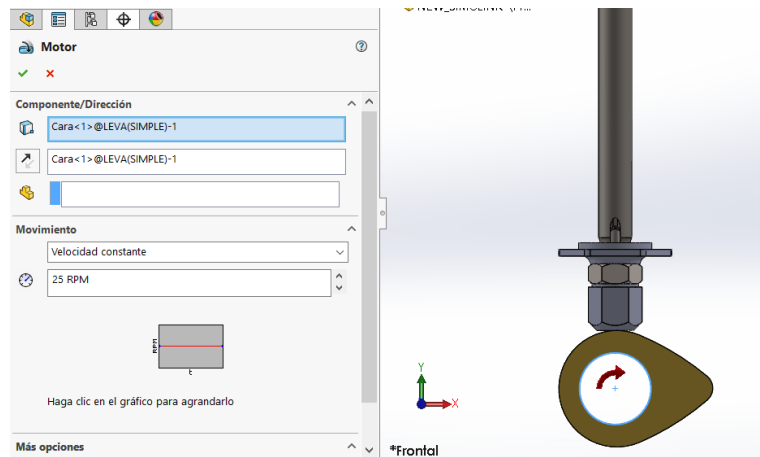 Motor
Componente/Dirección
Cara<1>@LEVA(SIMPLE)-1
Cara<1>@LEVA(SIMPLE)-1
Movimiento
Velocidad constante
25 RPM
RPM
t
Haga clic en el gráfico para agrandarlo
Más opciones
Y
X
*Frontal